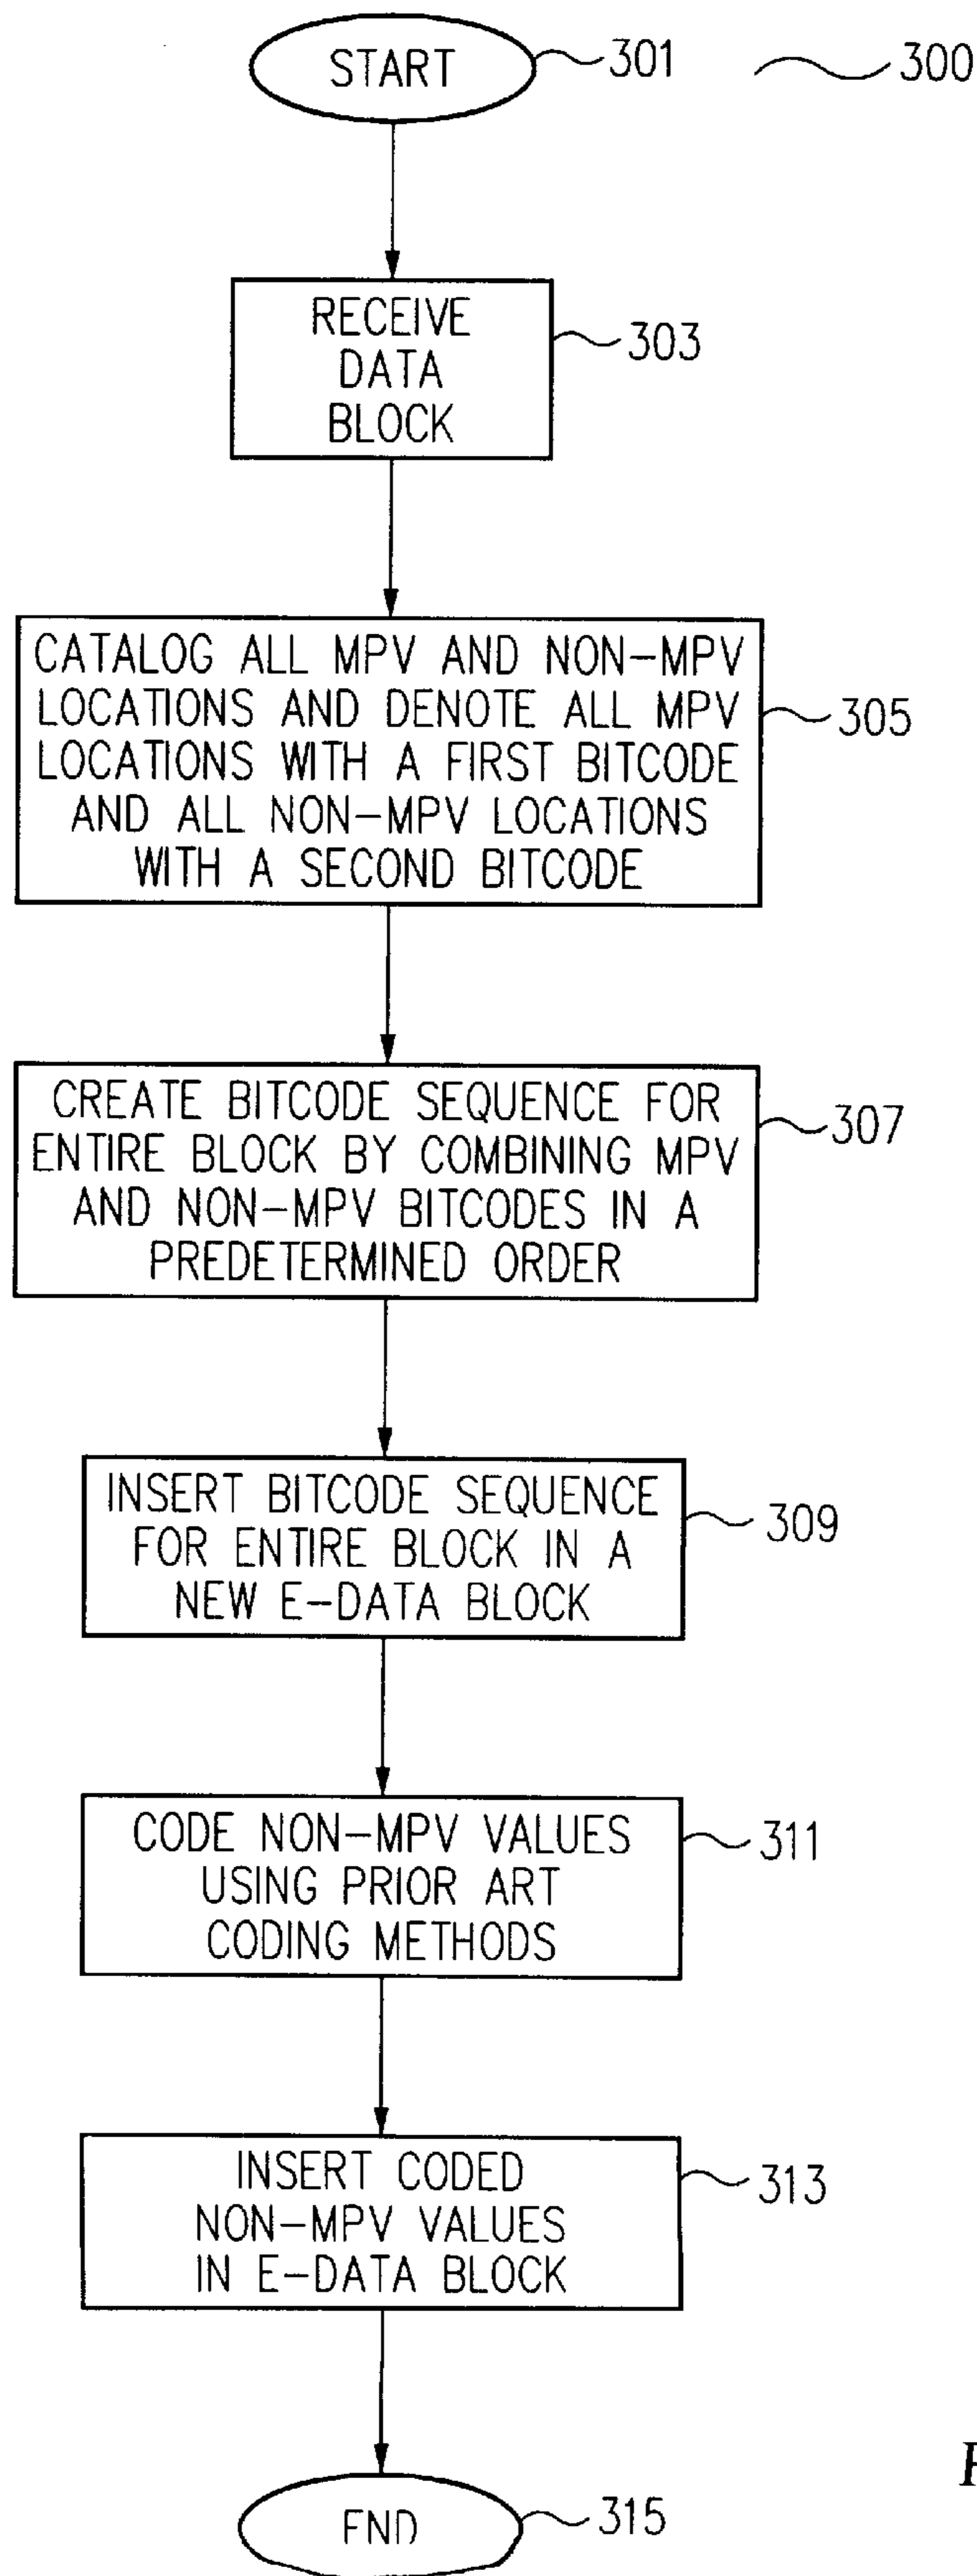 START
301
300
RECEIVE
DATA
BLOCK
303
CATALOG ALL MPV AND NON-MPV
LOCATIONS AND DENOTE ALL MPV
LOCATIONS WITH A FIRST BITCODE
AND ALL NON-MPV LOCATIONS
WITH A SECOND BITCODE
305
CREATE BITCODE SEQUENCE FOR
ENTIRE BLOCK BY COMBINING MPV
AND NON-MPV BITCODES IN A
PREDETERMINED ORDER
307
INSERT BITCODE SEQUENCE
FOR ENTIRE BLOCK IN A
NEW E-DATA BLOCK
309
CODE NON-MPV VALUES
USING PRIOR ART
CODING METHODS
311
INSERT CODED
NON-MPV VALUES
IN E-DATA BLOCK
313
END
315